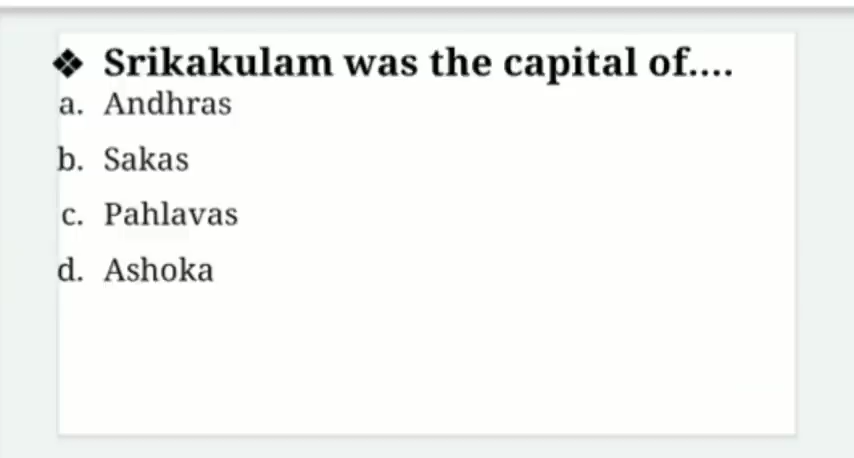 ❖ Srikakulam was the capital of....
a. Andhras
b. Sakas
c. Pahlavas
d. Ashoka